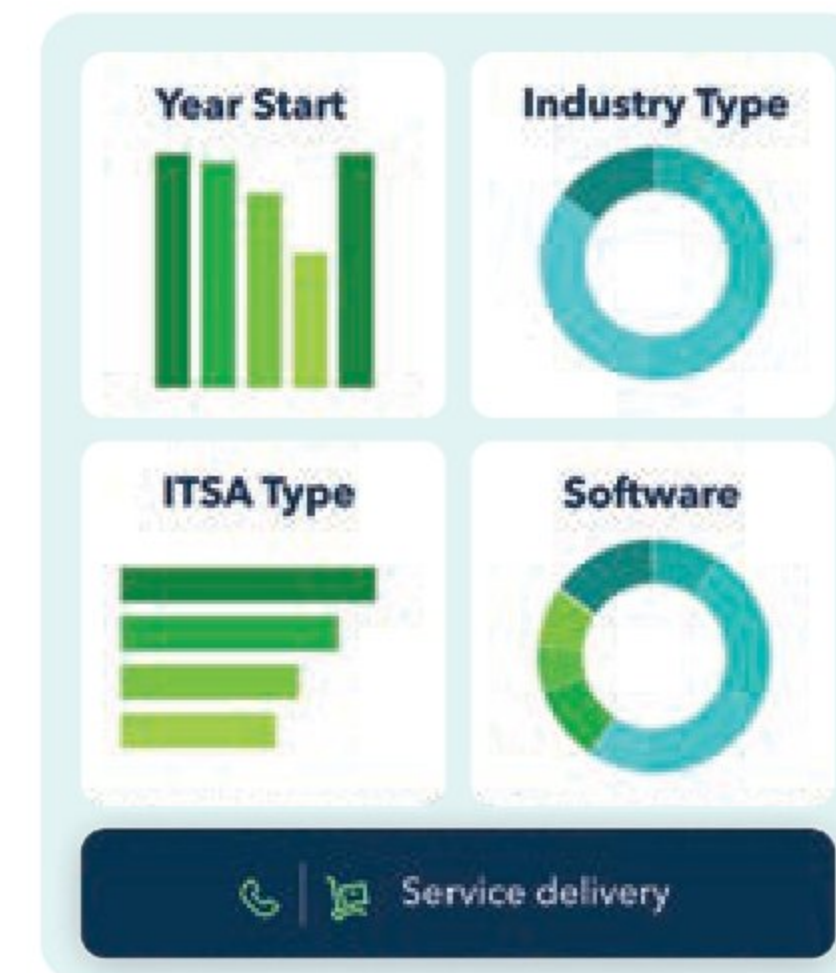 Year Start
Industry Type
ITSA Type
Software
Service delivery